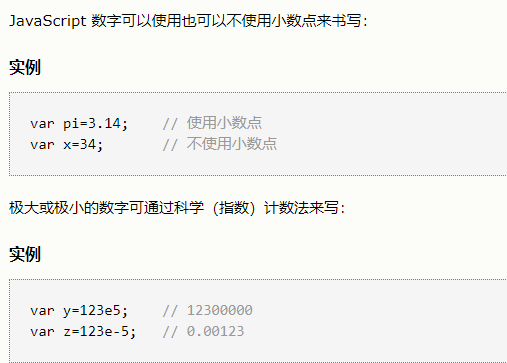 JavaScript 数字可以使用也可以不使用小数点来书写：
实例
var pi=3.14;    // 使用小数点
var x=34;       // 不使用小数点
极大或极小的数字可通过科学（指数）计数法来写：
实例
var y=123e5;    // 12300000
var z=123e-5;   // 0.00123